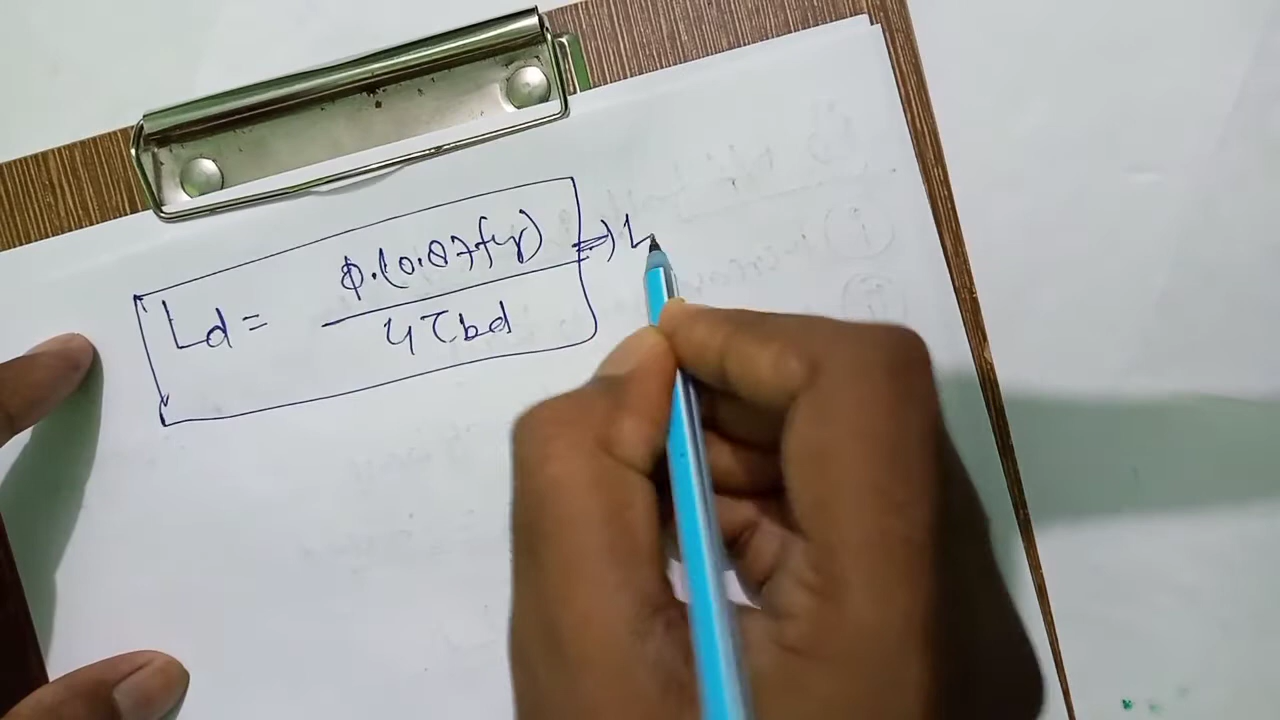 Ld = φ.(0.87fy) / 4τbd ⇒) L